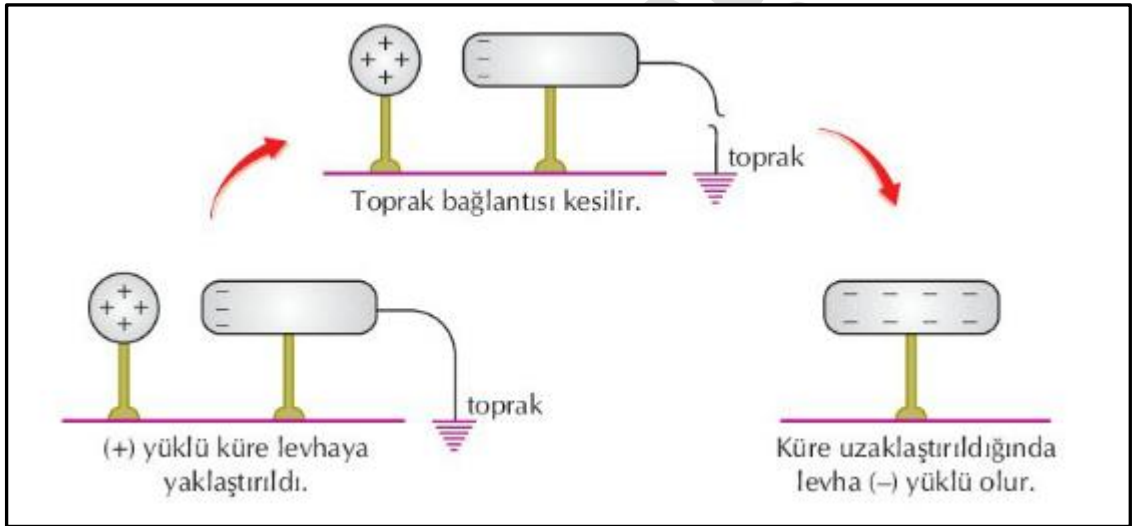 toprak
Toprak bağlantısı kesilir.
toprak
(+) yüklü küre levhaya
yaklaştırıldı.
Küre uzaklaştırıldığında
levha (–) yüklü olur.